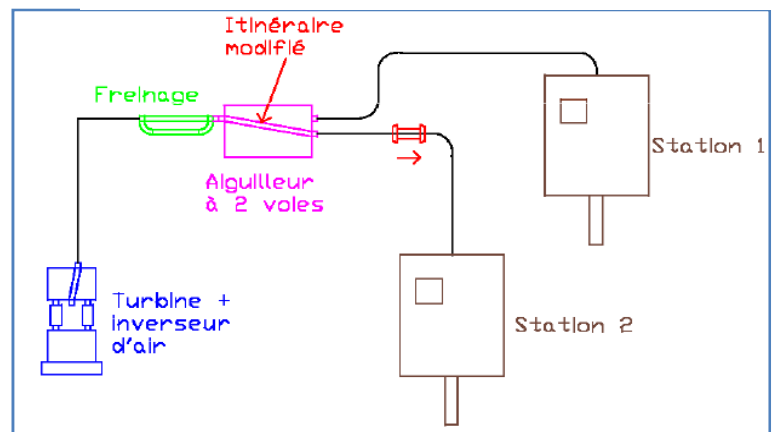 Itinéraire
modifié
Freinage
Station 1
Aiguilleur
à 2 voies
Turbine +
inverseur
d'air
Station 2